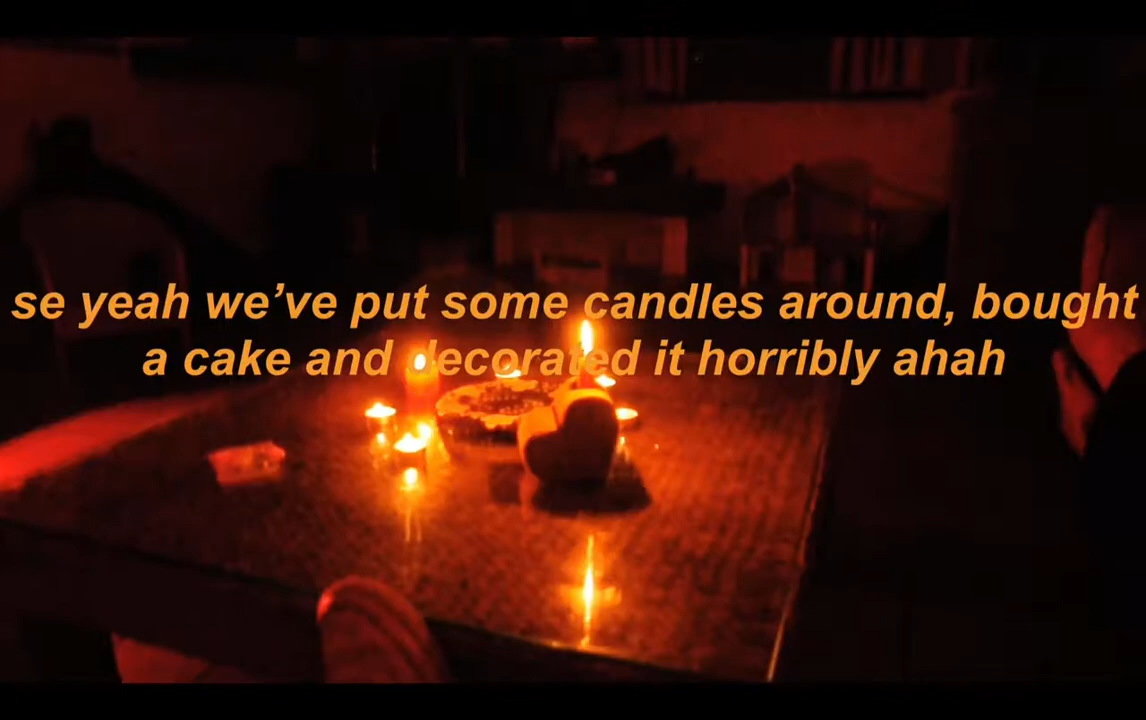 se yeah we’ve put some candles around, bought
a cake and decorated it horribly ahah